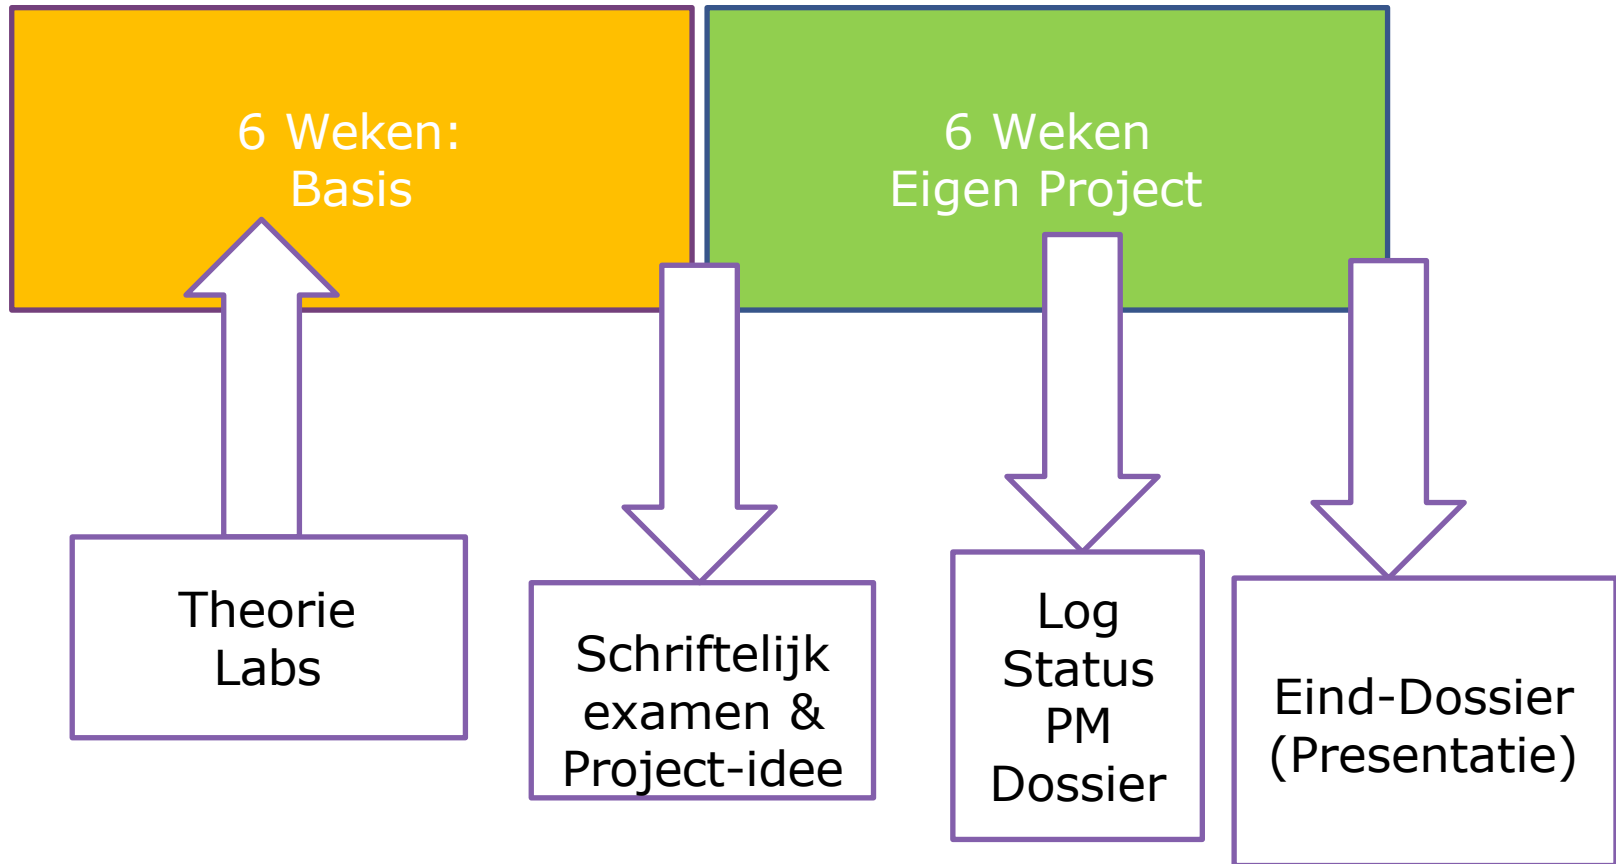 6 Weken:
Basis
6 Weken
Eigen Project
Theorie
Labs
Schriftelijk
examen &
Project-idee
Log
Status
PM
Dossier
Eind-Dossier
(Presentatie)